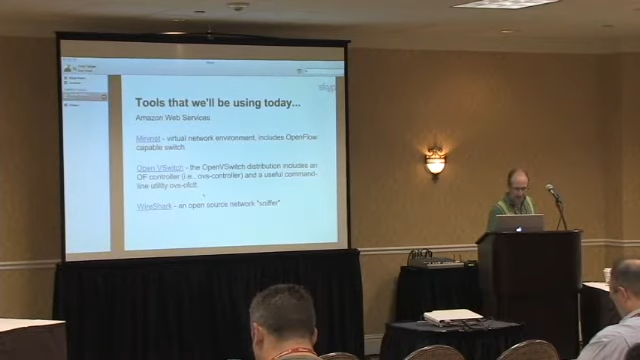 Tools that we'll be using today...
Amazon Web Services
Mininet - virtual network environment, includes OpenFlow
capable switch.
Open VSwitch - the OpenVSwitch distribution includes an
OF controller (i.e., ovs-controller) and a useful command-
line utility ovs-ofctl.
WireShark - an open source network "sniffer"